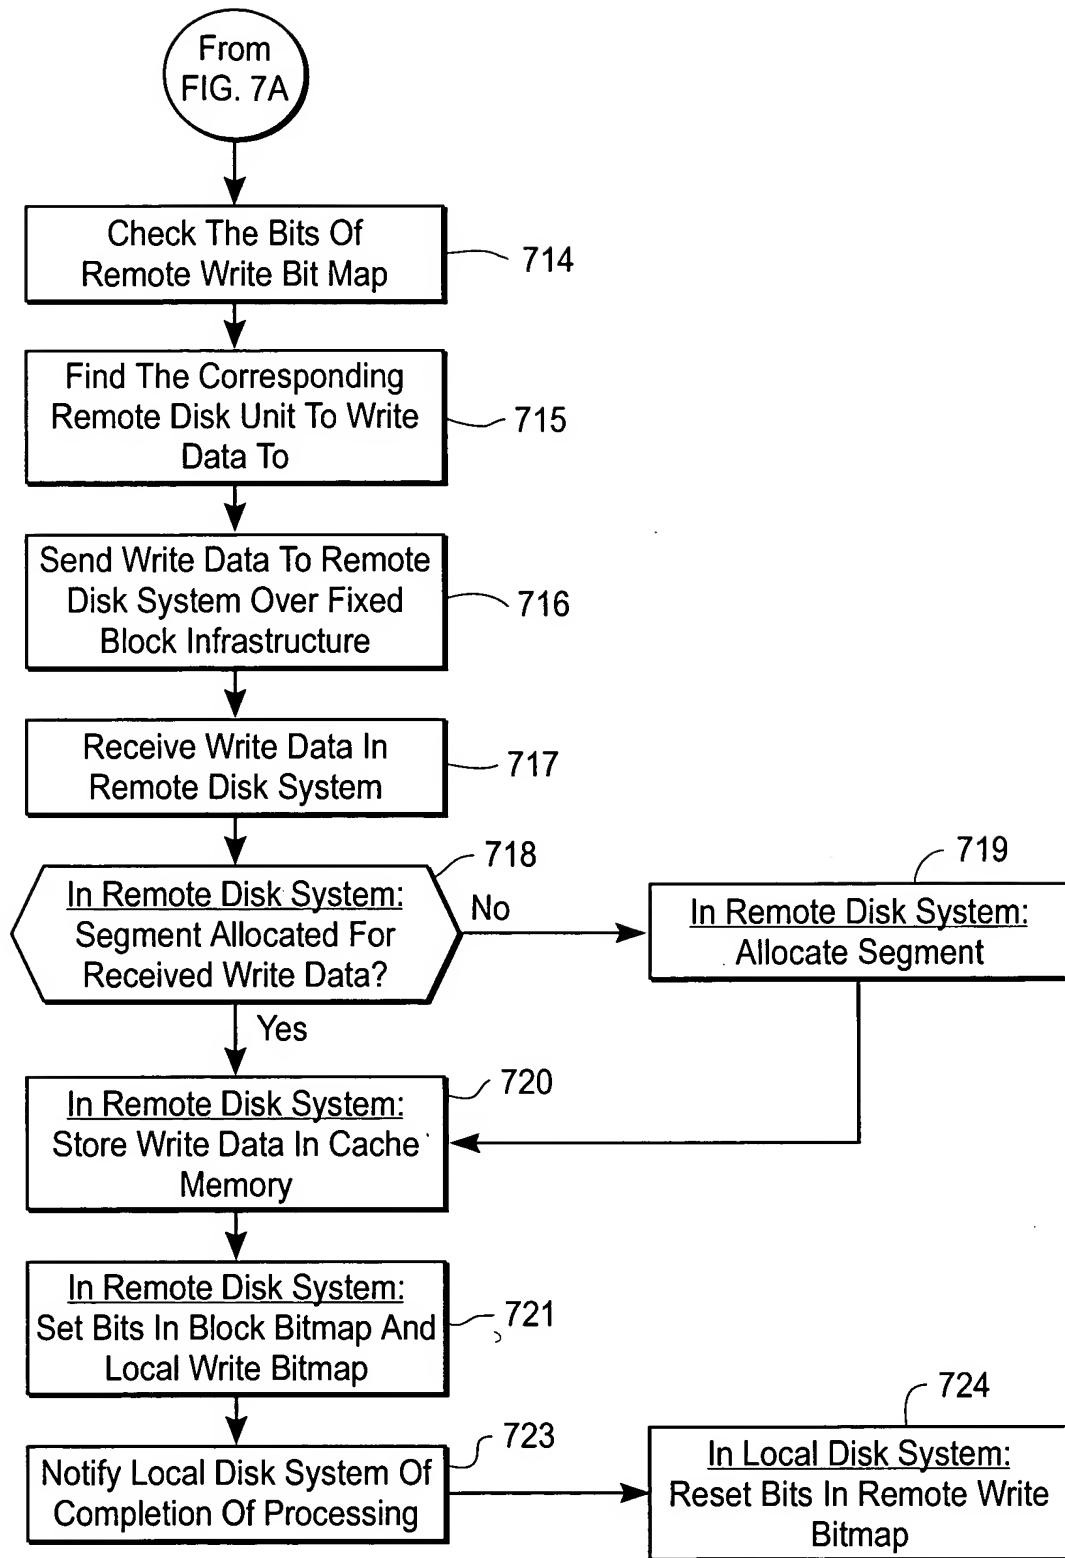 From
FIG. 7A
Check The Bits Of
Remote Write Bit Map
714
Find The Corresponding
Remote Disk Unit To Write
Data To
715
Send Write Data To Remote
Disk System Over Fixed
Block Infrastructure
716
Receive Write Data In
Remote Disk System
717
718
In Remote Disk System:
Segment Allocated For
Received Write Data?
No
719
In Remote Disk System:
Allocate Segment
Yes
720
In Remote Disk System:
Store Write Data In Cache
Memory
In Remote Disk System:
Set Bits In Block Bitmap And
Local Write Bitmap
721
723
Notify Local Disk System Of
Completion Of Processing
724
In Local Disk System:
Reset Bits In Remote Write
Bitmap